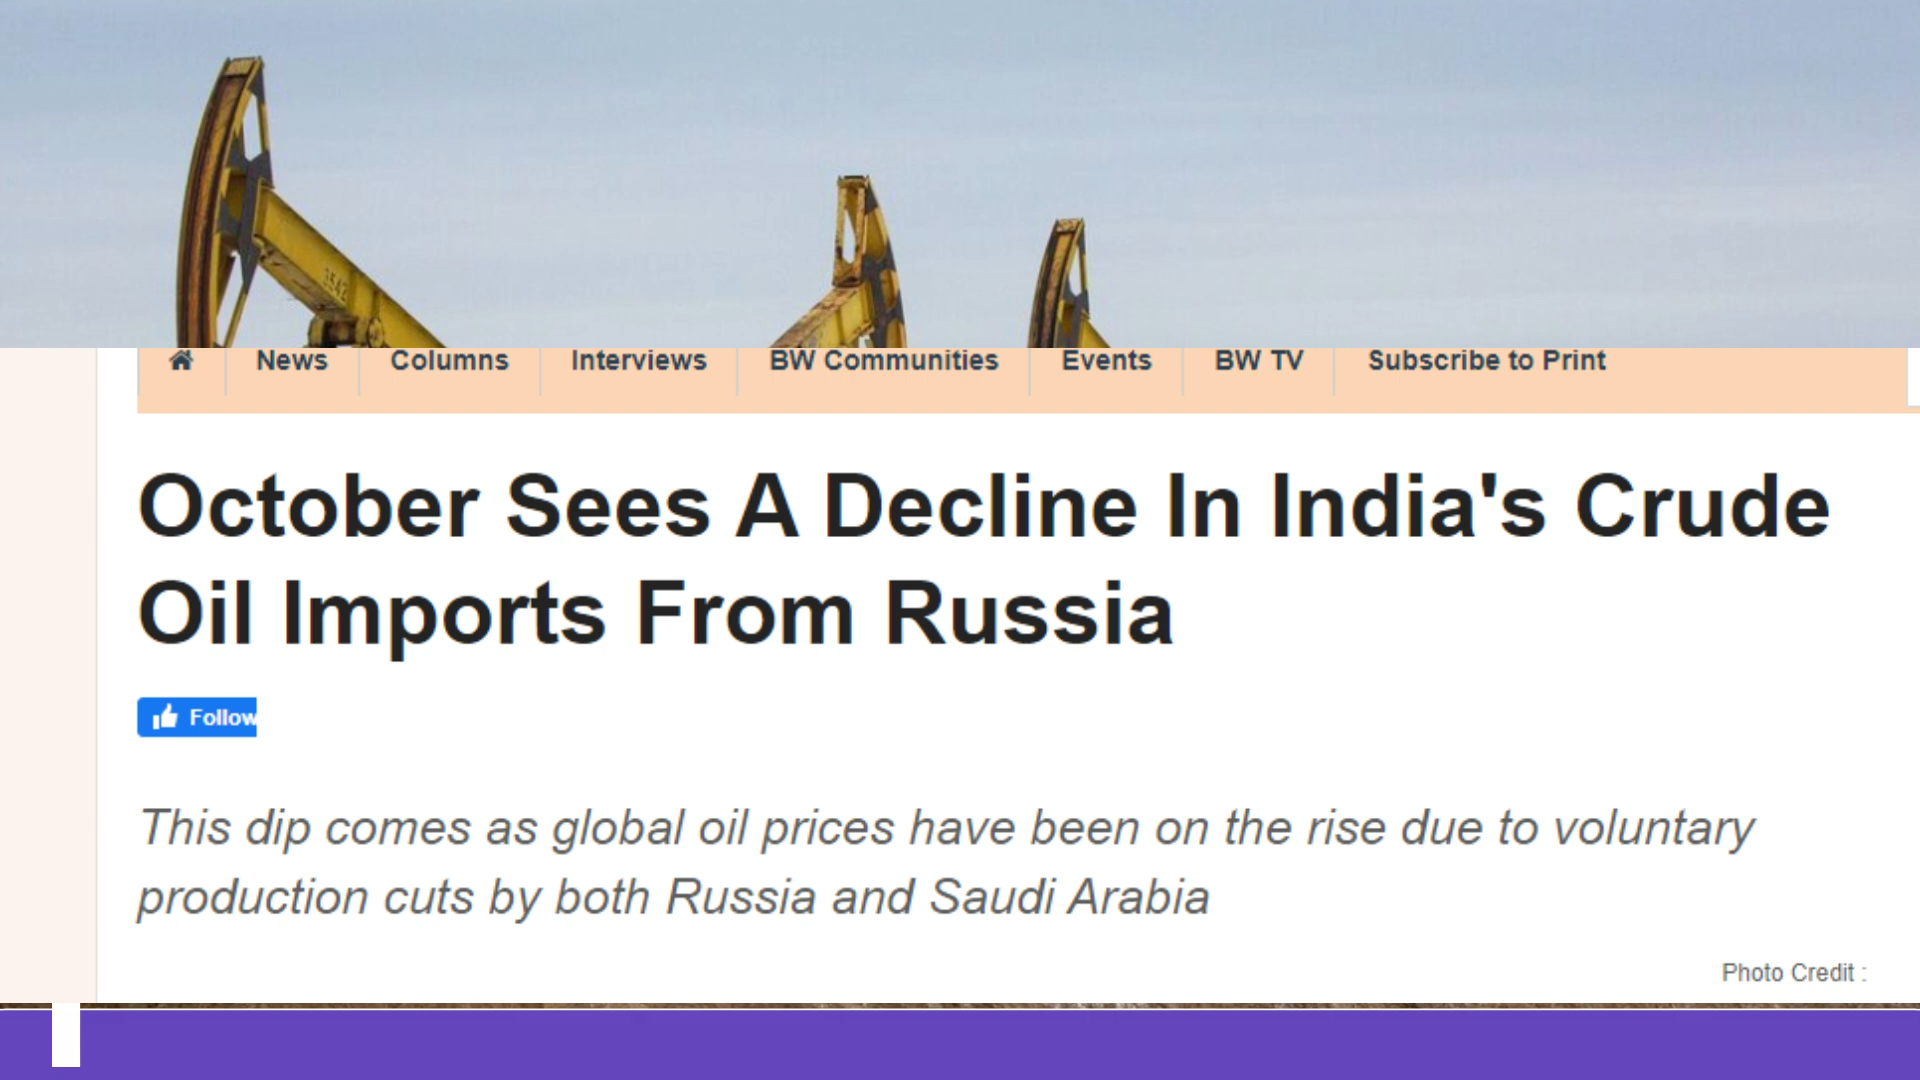 3542
News Columns Interviews BW Communities Events BW TV Subscribe to Print
October Sees A Decline In India's Crude
Oil Imports From Russia
Follow
This dip comes as global oil prices have been on the rise due to voluntary
production cuts by both Russia and Saudi Arabia
Photo Credit :